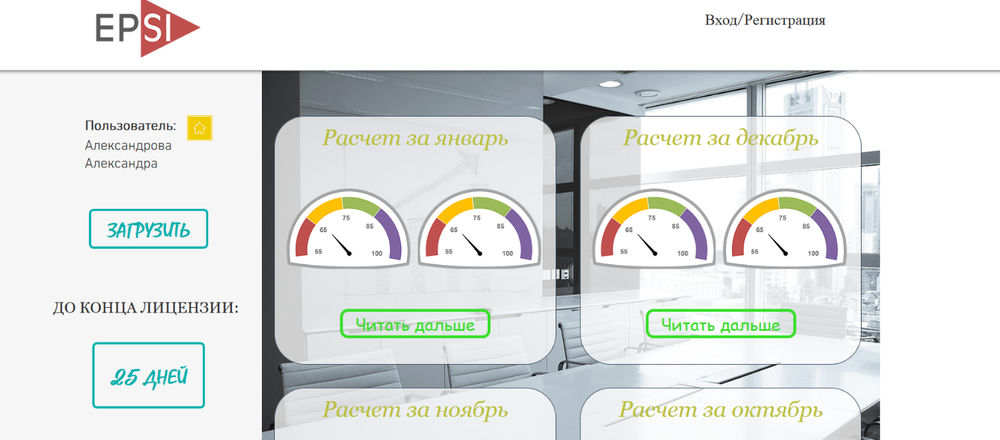 EPSI
Вход/Регистрация
Пользователь:
Александрова
Александра
ЗАГРУЗИТЬ
ДО КОНЦА ЛИЦЕНЗИИ:
25 ДНЕЙ
Расчет за январь
55 65 75 85 100
55 65 75 85 100
Читать дальше
Расчет за декабрь
55 65 75 85 100
55 65 75 85 100
Читать дальше
Расчет за ноябрь
Расчет за октябрь